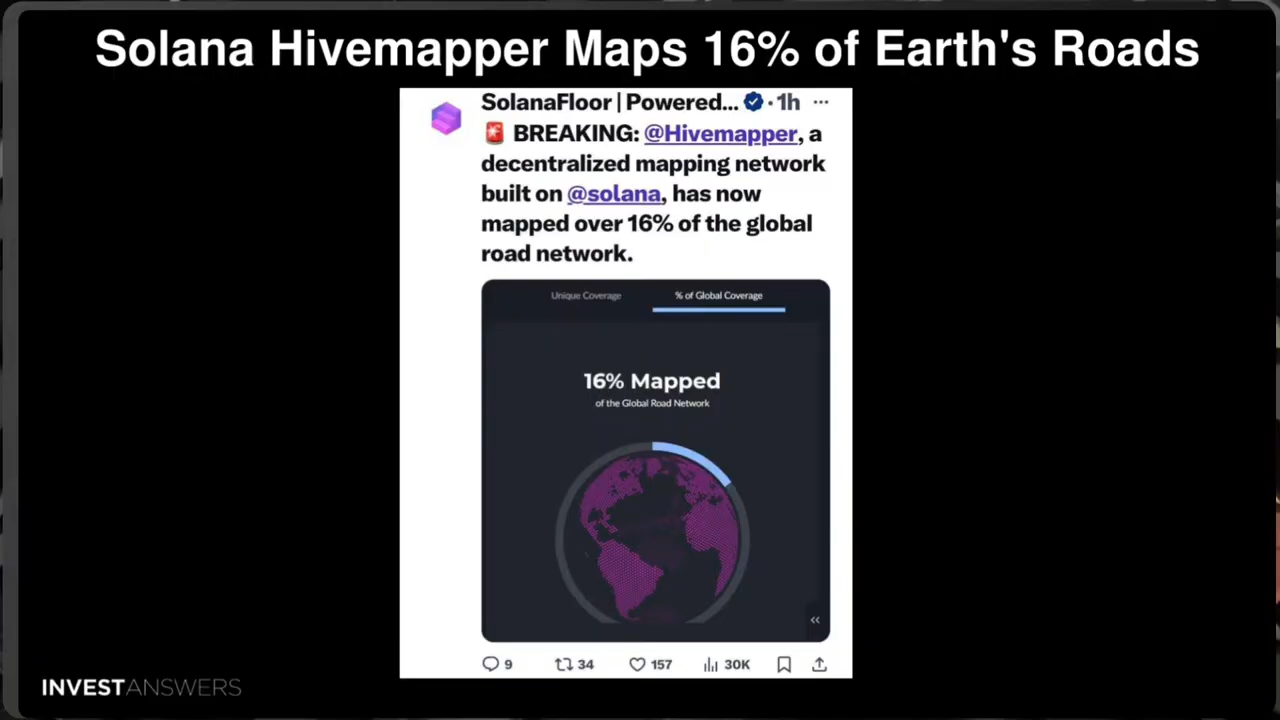 Solana Hivemapper Maps 16% of Earth's Roads
SolanaFloor | Powered... · 1h ···
🚨 BREAKING: @Hivemapper, a
decentralized mapping network
built on @solana, has now
mapped over 16% of the global
road network.
Unique Coverage % of Global Coverage
16% Mapped
of the Global Road Network
«
9 34 157 30K
INVESTANSWERS